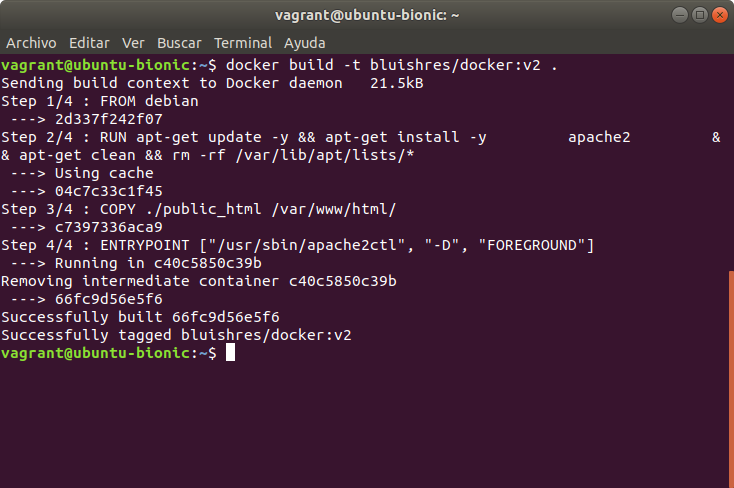 vagrant@ubuntu-bionic: ~
Archivo Editar Ver Buscar Terminal Ayuda
vagrant@ubuntu-bionic:~$ docker build -t bluishres/docker:v2 .
Sending build context to Docker daemon   21.5kB
Step 1/4 : FROM debian
 ---> 2d337f242f07
Step 2/4 : RUN apt-get update -y && apt-get install -y         apache2         &
& apt-get clean && rm -rf /var/lib/apt/lists/*
 ---> Using cache
 ---> 04c7c33c1f45
Step 3/4 : COPY ./public_html /var/www/html/
 ---> c7397336aca9
Step 4/4 : ENTRYPOINT ["/usr/sbin/apache2ctl", "-D", "FOREGROUND"]
 ---> Running in c40c5850c39b
Removing intermediate container c40c5850c39b
 ---> 66fc9d56e5f6
Successfully built 66fc9d56e5f6
Successfully tagged bluishres/docker:v2
vagrant@ubuntu-bionic:~$